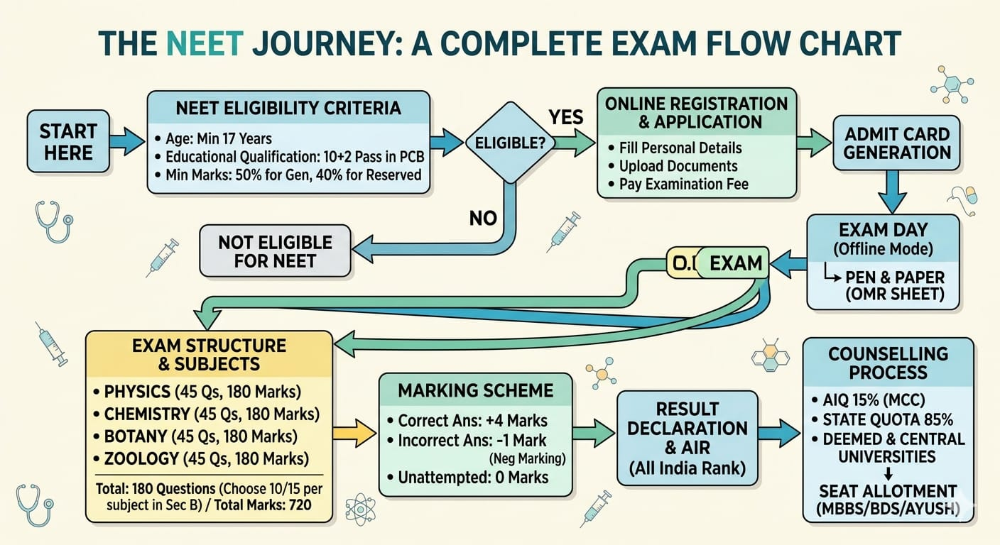 THE NEET JOURNEY: A COMPLETE EXAM FLOW CHART
START
HERE
NEET ELIGIBILITY CRITERIA
• Age: Min 17 Years
• Educational Qualification: 10+2 Pass in PCB
• Min Marks: 50% for Gen, 40% for Reserved
ELIGIBLE?
YES
NO
NOT ELIGIBLE
FOR NEET
ONLINE REGISTRATION
& APPLICATION
• Fill Personal Details
• Upload Documents
• Pay Examination Fee
ADMIT CARD
GENERATION
EXAM DAY
(Offline Mode)
PEN & PAPER
(OMR SHEET)
EXAM
EXAM STRUCTURE
& SUBJECTS
• PHYSICS (45 Qs, 180 Marks)
• CHEMISTRY (45 Qs, 180 Marks)
• BOTANY (45 Qs, 180 Marks)
• ZOOLOGY (45 Qs, 180 Marks)
Total: 180 Questions (Choose 10/15 per
subject in Sec B) / Total Marks: 720
MARKING SCHEME
• Correct Ans: +4 Marks
• Incorrect Ans: -1 Mark
(Neg Marking)
• Unattempted: 0 Marks
RESULT
DECLARATION
& AIR
(All India Rank)
COUNSELLING
PROCESS
• AIQ 15% (MCC)
• STATE QUOTA 85%
• DEEMED & CENTRAL
UNIVERSITIES
SEAT ALLOTMENT
(MBBS/BDS/AYUSH)